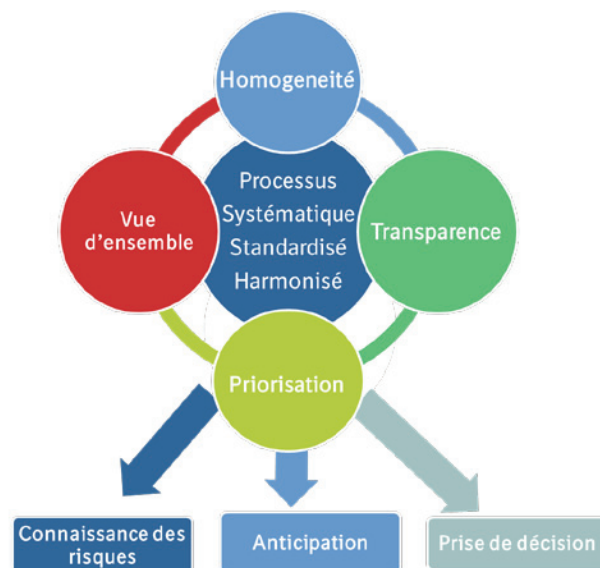 Homogeneité
Processus
Systématique
Standardisé
Harmonisé
Vue
d'ensemble
Transparence
Priorisation
Connaissance des
risques
Anticipation
Prise de décision